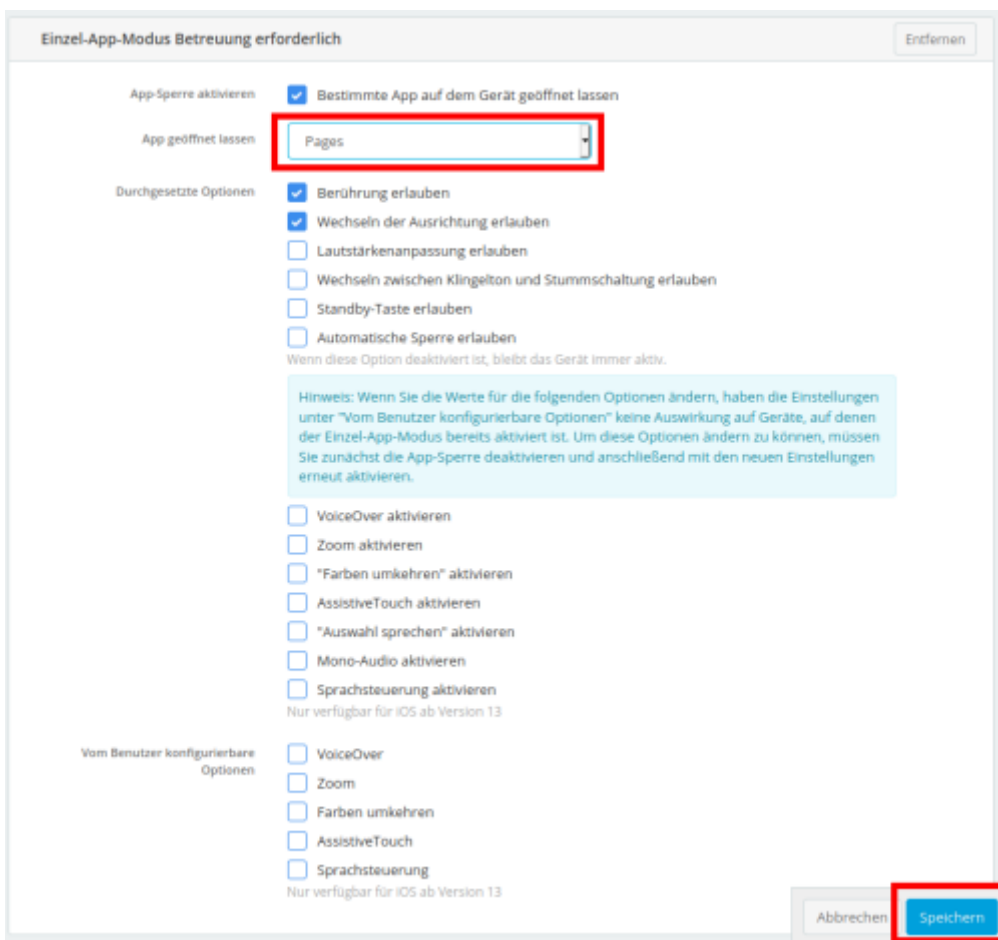 Einzel-App-Modus Betreuung erforderlich
Entfernen
App-Sperre aktivieren
Bestimmte App auf dem Gerät geöffnet lassen
App geöffnet lassen
Pages
Durchgesetzte Optionen
Berührung erlauben
Wechseln der Ausrichtung erlauben
Lautstärkenanpassung erlauben
Wechseln zwischen Klingelton und Stummschaltung erlauben
Standby-Taste erlauben
Automatische Sperre erlauben
Wenn diese Option deaktiviert ist, bleibt das Gerät immer aktiv.
Hinweis: Wenn Sie die Werte für die folgenden Optionen ändern, haben die Einstellungen
unter "Vom Benutzer konfigurierbare Optionen" keine Auswirkung auf Geräte, auf denen
der Einzel-App-Modus bereits aktiviert ist. Um diese Optionen ändern zu können, müssen
Sie zunächst die App-Sperre deaktivieren und anschließend mit den neuen Einstellungen
erneut aktivieren.
VoiceOver aktivieren
Zoom aktivieren
"Farben umkehren" aktivieren
AssistiveTouch aktivieren
"Auswahl sprechen" aktivieren
Mono-Audio aktivieren
Sprachsteuerung aktivieren
Nur verfügbar für iOS ab Version 13
Vom Benutzer konfigurierbare
Optionen
VoiceOver
Zoom
Farben umkehren
AssistiveTouch
Sprachsteuerung
Nur verfügbar für iOS ab Version 13
Abbrechen
Speichern